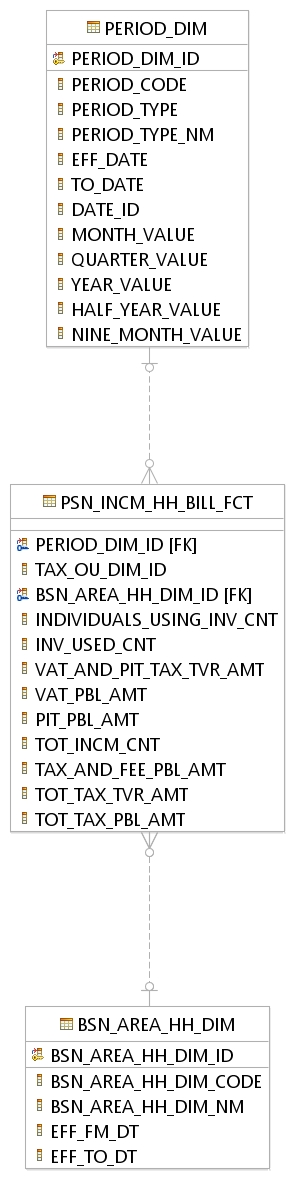 PERIOD_DIM
PERIOD_DIM_ID
PERIOD_CODE
PERIOD_TYPE
PERIOD_TYPE_NM
EFF_DATE
TO_DATE
DATE_ID
MONTH_VALUE
QUARTER_VALUE
YEAR_VALUE
HALF_YEAR_VALUE
NINE_MONTH_VALUE
PSN_INCM_HH_BILL_FCT
PERIOD_DIM_ID [FK]
TAX_OU_DIM_ID
BSN_AREA_HH_DIM_ID [FK]
INDIVIDUALS_USING_INV_CNT
INV_USED_CNT
VAT_AND_PIT_TAX_TVR_AMT
VAT_PBL_AMT
PIT_PBL_AMT
TOT_INCM_CNT
TAX_AND_FEE_PBL_AMT
TOT_TAX_TVR_AMT
TOT_TAX_PBL_AMT
BSN_AREA_HH_DIM
BSN_AREA_HH_DIM_ID
BSN_AREA_HH_DIM_CODE
BSN_AREA_HH_DIM_NM
EFF_FM_DT
EFF_TO_DT